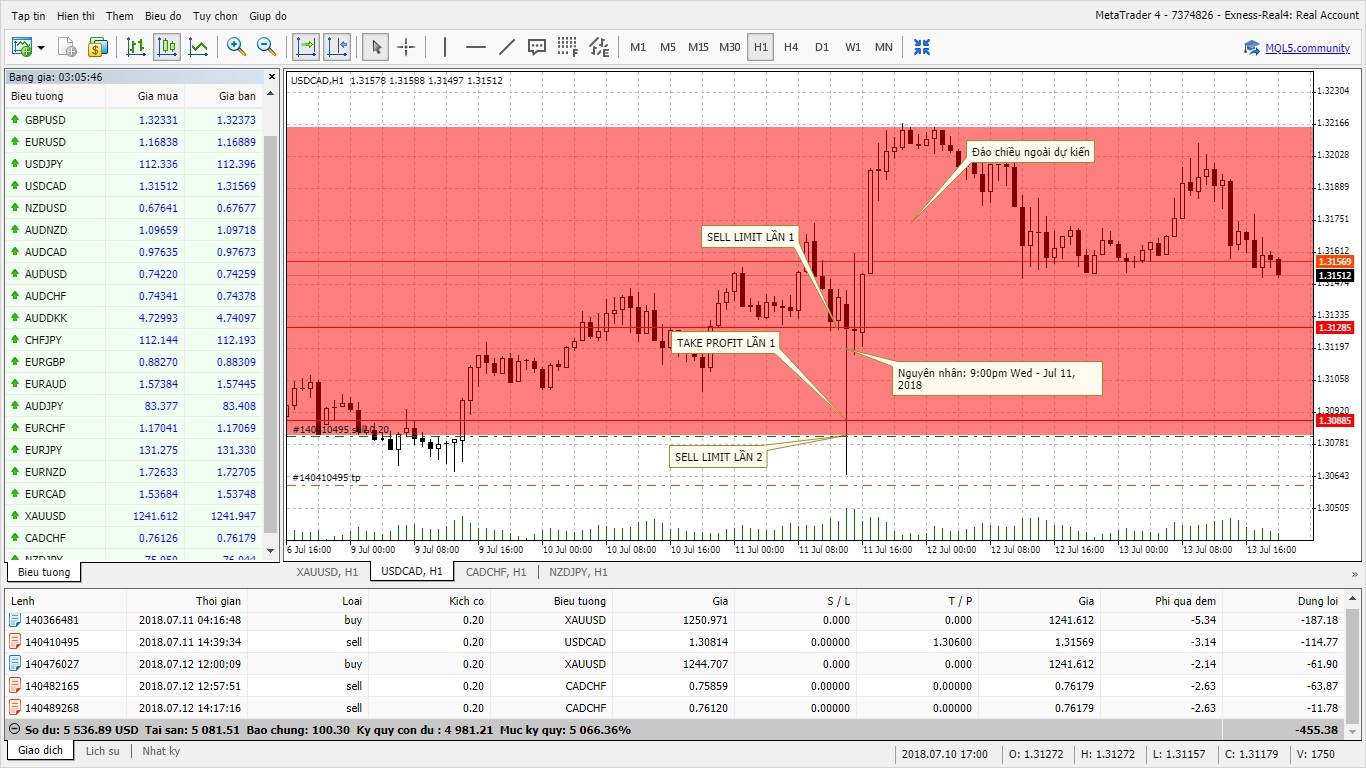 Tap tin Hien thi Them Bieu do Tuy chon Giup do MetaTrader 4 - 7374826 - Exness-Real4: Real Account
M1 M5 M15 M30 H1 H4 D1 W1 MN MQL5.community
Bang gia: 03:05:46
Bieu tuong Gia mua Gia ban
GBPUSD 1.32331 1.32373
EURUSD 1.16838 1.16889
USDJPY 112.336 112.396
USDCAD 1.31512 1.31569
NZDUSD 0.67641 0.67677
AUDNZD 1.09659 1.09718
AUDCAD 0.97635 0.97673
AUDUSD 0.74220 0.74259
AUDCHF 0.74341 0.74378
AUDDKK 4.72993 4.74097
CHFJPY 112.144 112.193
EURGBP 0.88270 0.88309
EURAUD 1.57384 1.57445
AUDJPY 83.377 83.408
EURCHF 1.17041 1.17069
EURJPY 131.275 131.330
EURNZD 1.72633 1.72705
EURCAD 1.53684 1.53748
XAUUSD 1241.612 1241.947
CADCHF 0.76126 0.76179
NZDJPY 75.950 76.044
Bieu tuong
USDCAD,H1 1.31578 1.31588 1.31497 1.31512
Đảo chiều ngoài dự kiến
SELL LIMIT LẦN 1
TAKE PROFIT LẦN 1
Nguyên nhân: 9:00pm Wed - Jul 11,
2018
#140410495 sell 0.20
SELL LIMIT LẦN 2
#140410495 tp
1.32304
1.32166
1.32028
1.31889
1.31751
1.31612
1.31569
1.31512
1.31474
1.31335
1.31285
1.31197
1.31058
1.30920
1.30885
1.30781
1.30643
1.30505
6 Jul 16:00 9 Jul 00:00 9 Jul 08:00 9 Jul 16:00 10 Jul 00:00 10 Jul 08:00 10 Jul 16:00 11 Jul 00:00 11 Jul 08:00 11 Jul 16:00 12 Jul 00:00 12 Jul 08:00 12 Jul 16:00 13 Jul 00:00 13 Jul 08:00 13 Jul 16:00
XAUUSD, H1 USDCAD, H1 CADCHF, H1 NZDJPY, H1
Lenh Thoi gian Loai Kich co Bieu tuong Gia S / L T / P Gia Phi qua dem Dung loi
140366481 2018.07.11 04:16:48 buy 0.20 XAUUSD 1250.971 0.000 0.000 1241.612 -5.34 -187.18
140410495 2018.07.11 14:39:34 sell 0.20 USDCAD 1.30814 0.00000 1.30600 1.31569 -3.14 -114.77
140476027 2018.07.12 12:00:09 buy 0.20 XAUUSD 1244.707 0.000 0.000 1241.612 -2.14 -61.90
140482165 2018.07.12 12:57:51 sell 0.20 CADCHF 0.75859 0.00000 0.00000 0.76179 -2.63 -63.87
140489268 2018.07.12 14:17:16 sell 0.20 CADCHF 0.76120 0.00000 0.00000 0.76179 -2.63 -11.78
So du: 5 536.89 USD Tai san: 5 081.51 Bao chung: 100.30 Ky quy con du : 4 981.21 Muc ky quy: 5 066.36% -455.38
Giao dich Lich su Nhat ky
2018.07.10 17:00 O: 1.31272 H: 1.31272 L: 1.31157 C: 1.31179 V: 1750